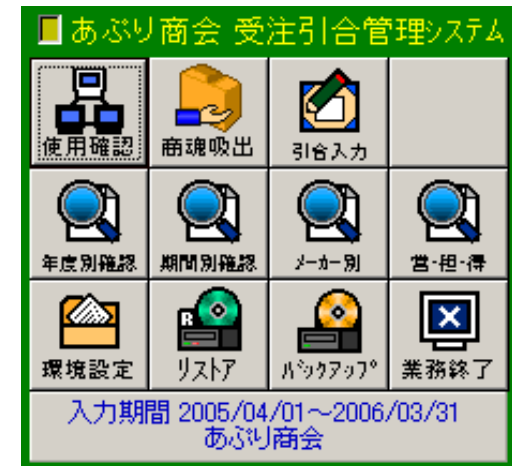 あぷり商会 受注引合管理システム
使用確認
商魂吸出
引合入力
年度別確認
期間別確認
メーカー別
営・担・得
環境設定
R
リストア
バックアップ
業務終了
入力期間 2005/04/01～2006/03/31
あぷり商会